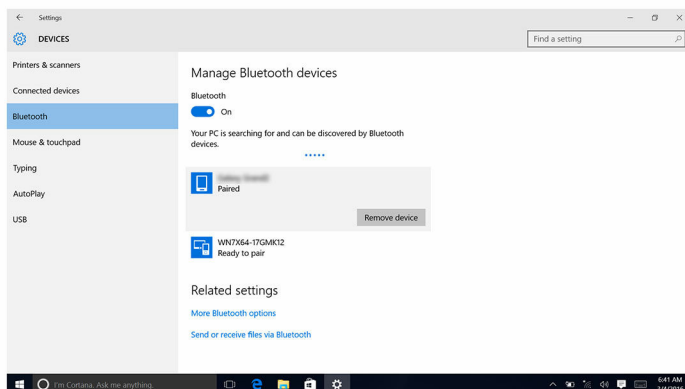 Settings
DEVICES
Find a setting
Printers & scanners
Connected devices
Bluetooth
Mouse & touchpad
Typing
AutoPlay
USB
Manage Bluetooth devices
Bluetooth
On
Your PC is searching for and can be discovered by Bluetooth
devices.
Paired
Remove device
WN7X64-17GMK12
Ready to pair
Related settings
More Bluetooth options
Send or receive files via Bluetooth
I'm Cortana. Ask me anything.
6:41 AM